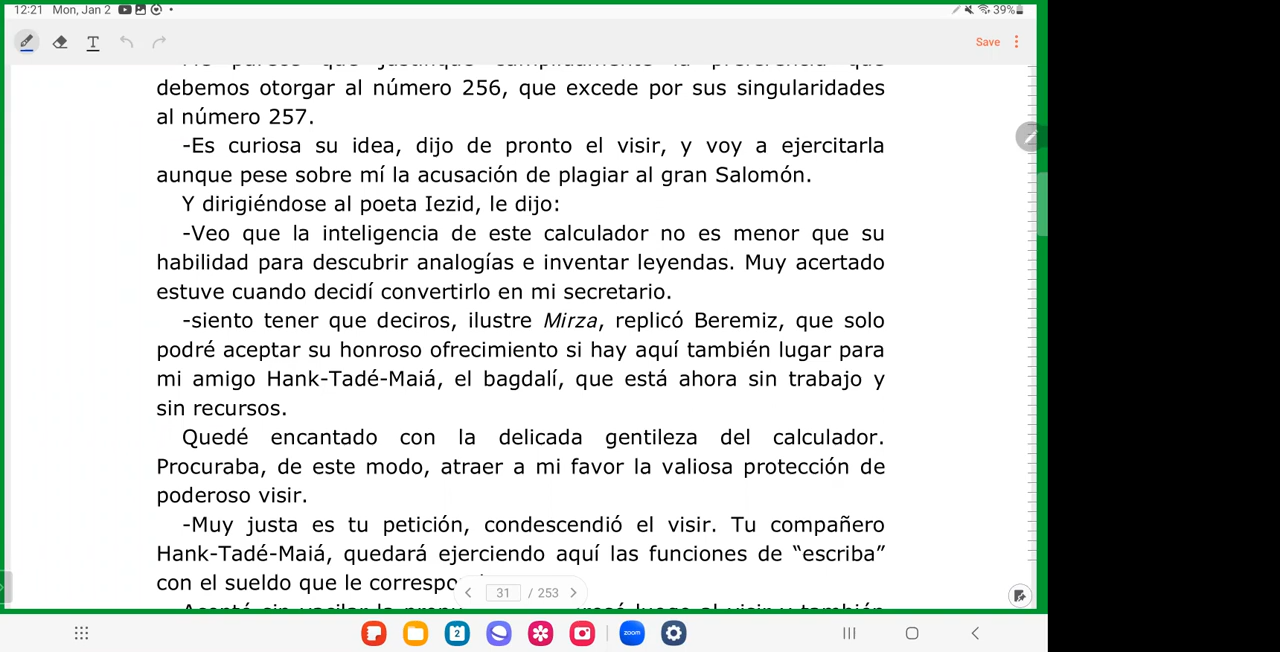 12:21 Mon, Jan 2 39%
T Save
debemos otorgar al número 256, que excede por sus singularidades
al número 257.
-Es curiosa su idea, dijo de pronto el visir, y voy a ejercitarla
aunque pese sobre mí la acusación de plagiar al gran Salomón.
Y dirigiéndose al poeta Iezid, le dijo:
-Veo que la inteligencia de este calculador no es menor que su
habilidad para descubrir analogías e inventar leyendas. Muy acertado
estuve cuando decidí convertirlo en mi secretario.
-siento tener que deciros, ilustre Mirza, replicó Beremiz, que solo
podré aceptar su honroso ofrecimiento si hay aquí también lugar para
mi amigo Hank-Tadé-Maiá, el bagdalí, que está ahora sin trabajo y
sin recursos.
Quedé encantado con la delicada gentileza del calculador.
Procuraba, de este modo, atraer a mi favor la valiosa protección de
poderoso visir.
-Muy justa es tu petición, condescendió el visir. Tu compañero
Hank-Tadé-Maiá, quedará ejerciendo aquí las funciones de “escriba”
con el sueldo que le
31 / 253
2 zoom